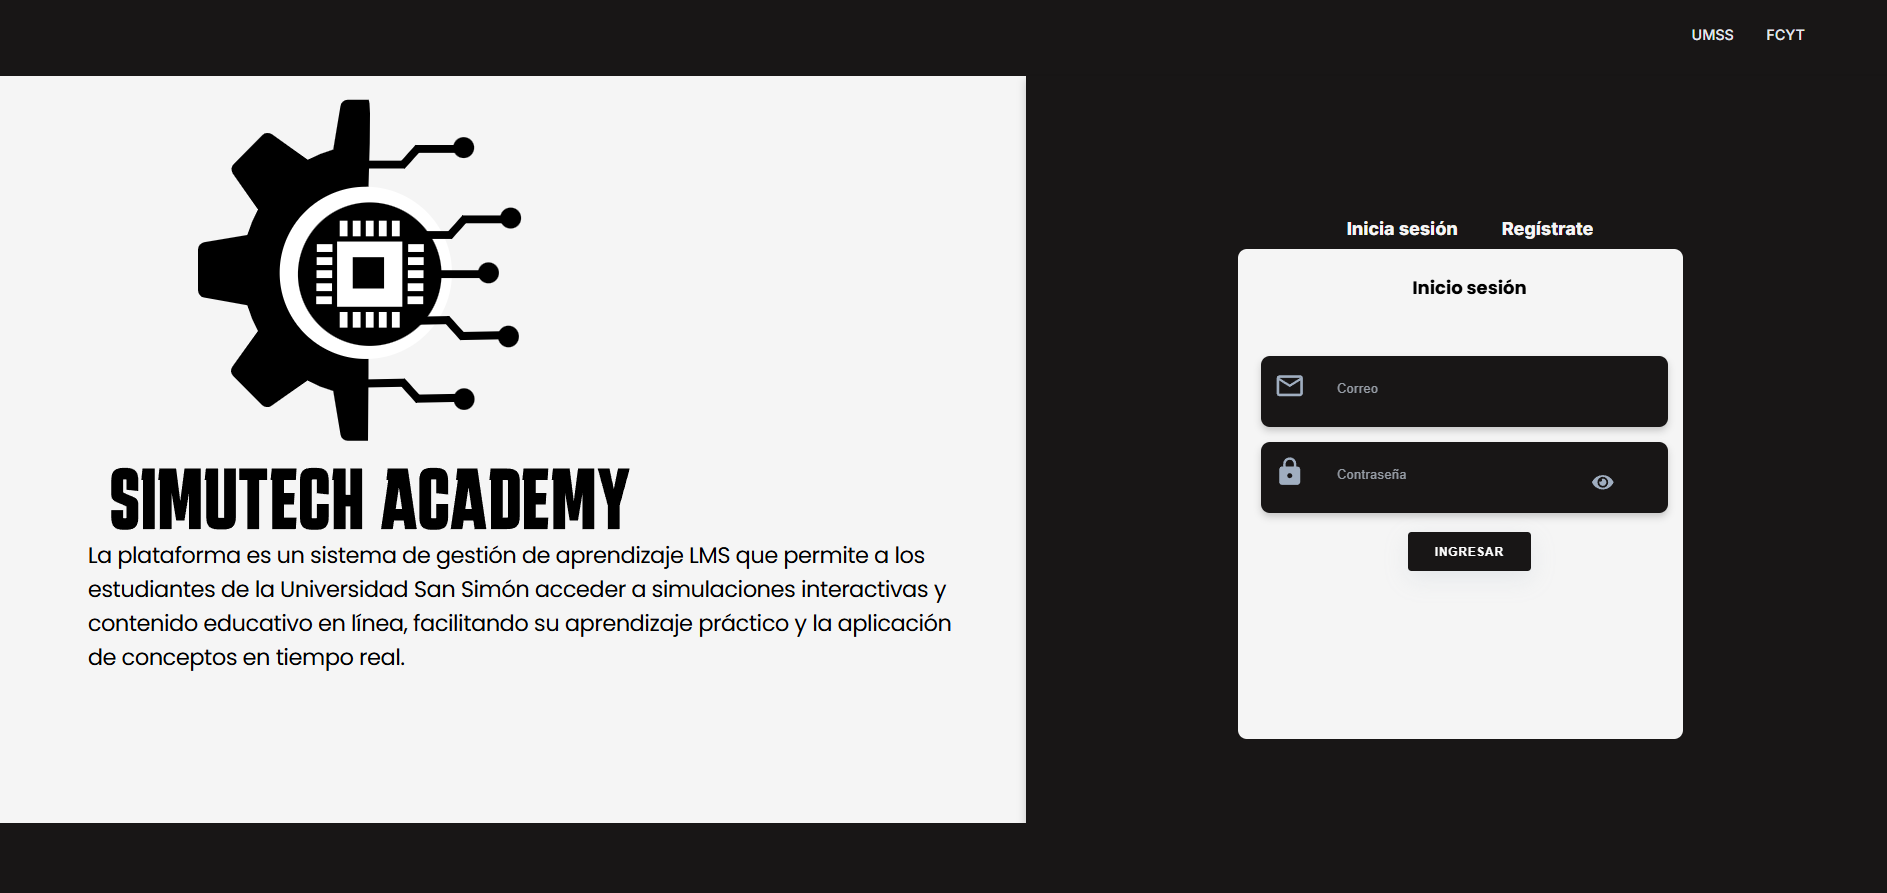 UMSS FCYT
SIMUTECH ACADEMY
La plataforma es un sistema de gestión de aprendizaje LMS que permite a los
estudiantes de la Universidad San Simón acceder a simulaciones interactivas y
contenido educativo en línea, facilitando su aprendizaje práctico y la aplicación
de conceptos en tiempo real.
Inicia sesión Regístrate
Inicio sesión
Correo
Contraseña
INGRESAR